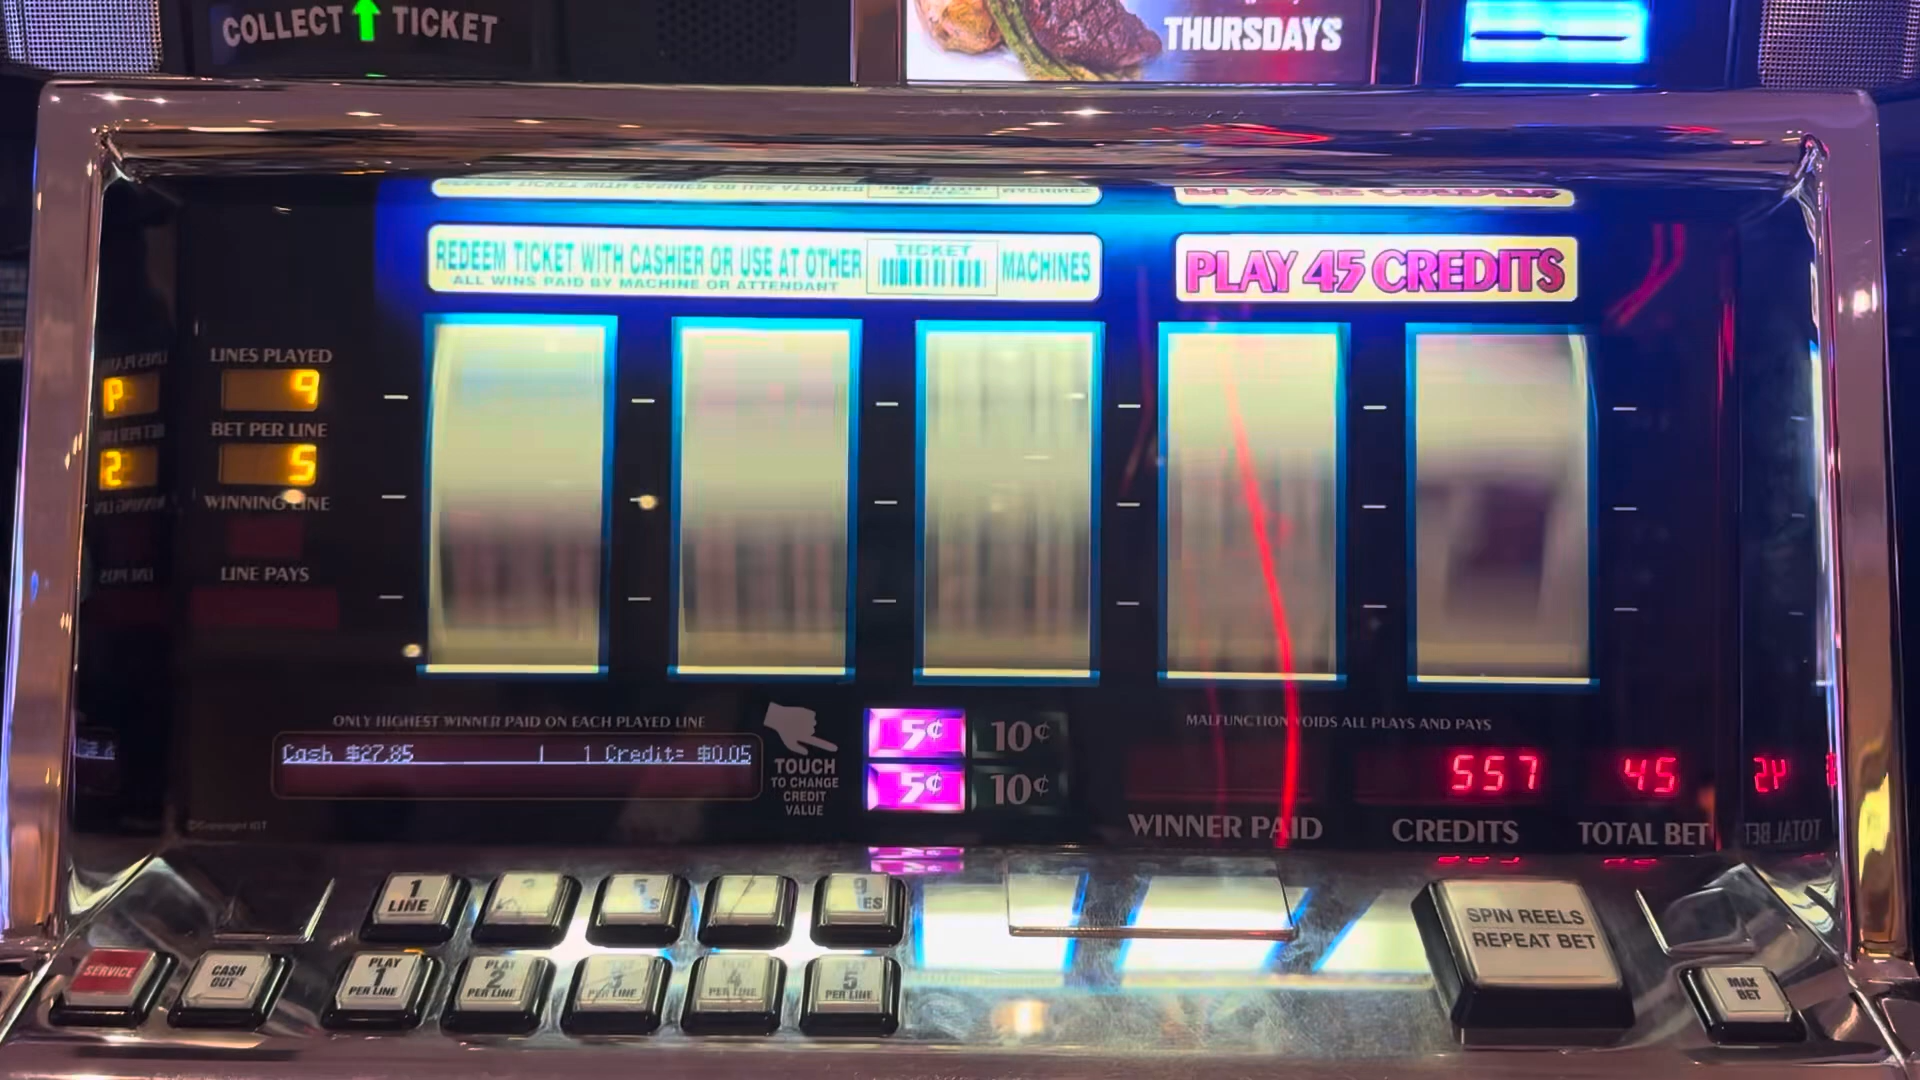 COLLECT TICKET
THURSDAYS
REDEEM TICKET WITH CASHIER OR USE AT OTHER TICKET MACHINES
ALL WINS PAID BY MACHINE OR ATTENDANT
PLAY 45 CREDITS
LINES PLAYED
9
BET PER LINE
5
WINNING LINE
LINE PAYS
ONLY HIGHEST WINNER PAID ON EACH PLAYED LINE
Cash $27.85 | 1 Credit= $0.05
TOUCH
TO CHANGE
CREDIT
VALUE
5¢ 10¢
5¢ 10¢
MALFUNCTION VOIDS ALL PLAYS AND PAYS
557 45
WINNER PAID CREDITS TOTAL BET
©Copyright IGT
1
LINE
SPIN REELS
REPEAT BET
SERVICE
CASH
OUT
PLAY
1
PER LINE
PLAY
2
PER LINE
3
PER LINE
4
PER LINE
5
PER LINE
MAX
BET